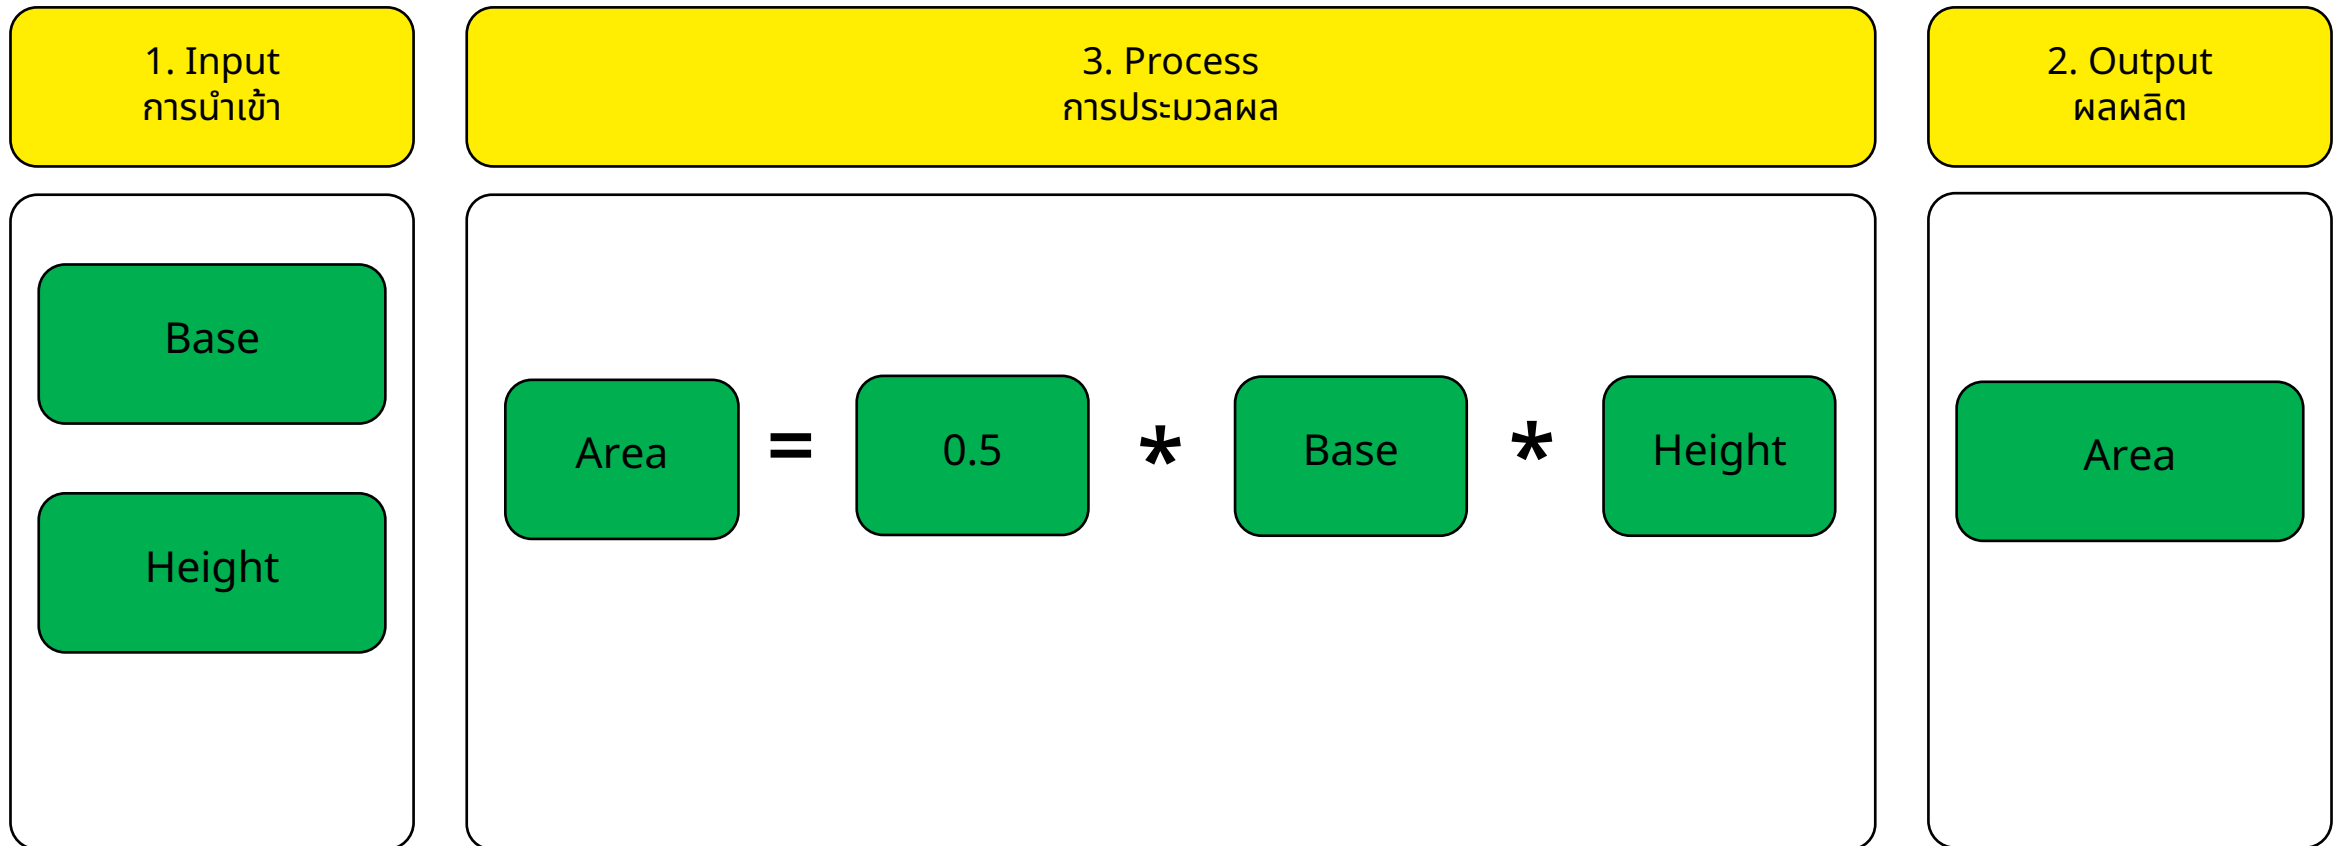 1. Input
การนำเข้า
3. Process
การประมวลผล
2. Output
ผลผลิต
Base
Height
Area = 0.5 * Base * Height
Area